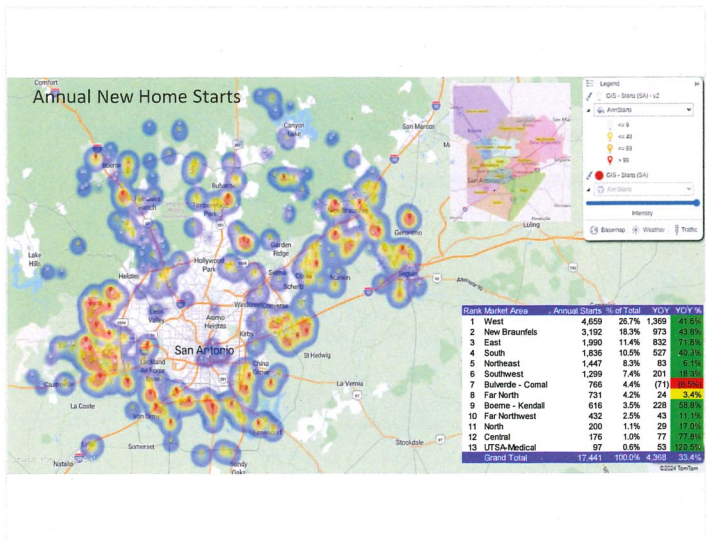 Annual New Home Starts
Comfort
Canyon
Lake
San Marcos
Boerne
Bulverde
Geronimo
Luling
Lake
Hills
Hollywood
Park
Garden
Ridge
Helotes
Selma
Cibolo
Marion
Schertz
Seguin
Windcrest
Converse
Leon
Valley
Alamo
Heights
Kirby
San Antonio
St Hedwig
Lackland
Air Force
Base
China
Grove
La Vernia
Castroville
La Coste
Von Ormy
Elmendorf
Somerset
Stockdale
Natalia
Sandy
Oaks
Legend
GIS - Starts (SA) - v2
AnnStarts
<= 9
<= 49
<= 99
> 99
GIS - Starts (SA)
AnnStarts
Intensity
Basemap Weather Traffic
Rank Market Area Annual Starts % of Total YOY YOY %
1 West 4,659 26.7% 1,369 41.6%
2 New Braunfels 3,192 18.3% 973 43.8%
3 East 1,990 11.4% 832 71.8%
4 South 1,836 10.5% 527 40.3%
5 Northeast 1,447 8.3% 83 6.1%
6 Southwest 1,299 7.4% 201 18.3%
7 Bulverde - Comal 766 4.4% (71) (8.5%)
8 Far North 731 4.2% 24 3.4%
9 Boerne - Kendall 616 3.5% 228 58.8%
10 Far Northwest 432 2.5% 43 11.1%
11 North 200 1.1% 29 17.0%
12 Central 176 1.0% 77 77.8%
13 UTSA-Medical 97 0.6% 53 120.5%
Grand Total 17,441 100.0% 4,368 33.4%
©2024 TomTom